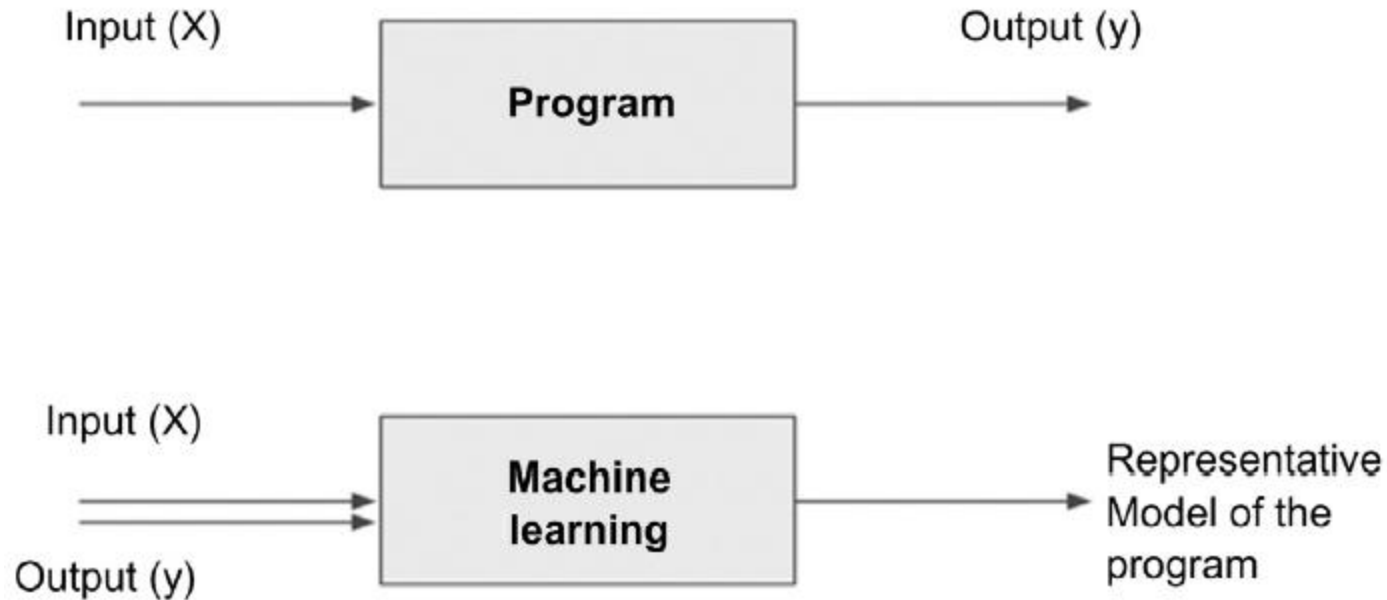 Input (X)
Program
Output (y)
Input (X)
Output (y)
Machine
learning
Representative
Model of the
program